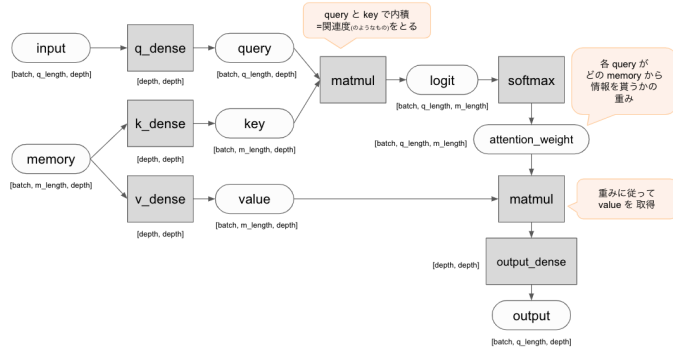 query と key で内積
=関連度(のようなもの)をとる
input
q_dense
query
[batch, q_length, depth]
[depth, depth]
[batch, q_length, depth]
matmul
logit
softmax
[batch, q_length, m_length]
各 query が
どの memory から
情報を貰うかの
重み
k_dense
key
[depth, depth]
[batch, m_length, depth]
[batch, q_length, m_length]
attention_weight
memory
[batch, m_length, depth]
v_dense
value
[depth, depth]
[batch, m_length, depth]
matmul
重みに従って
value を 取得
[depth, depth]
output_dense
output
[batch, q_length, depth]